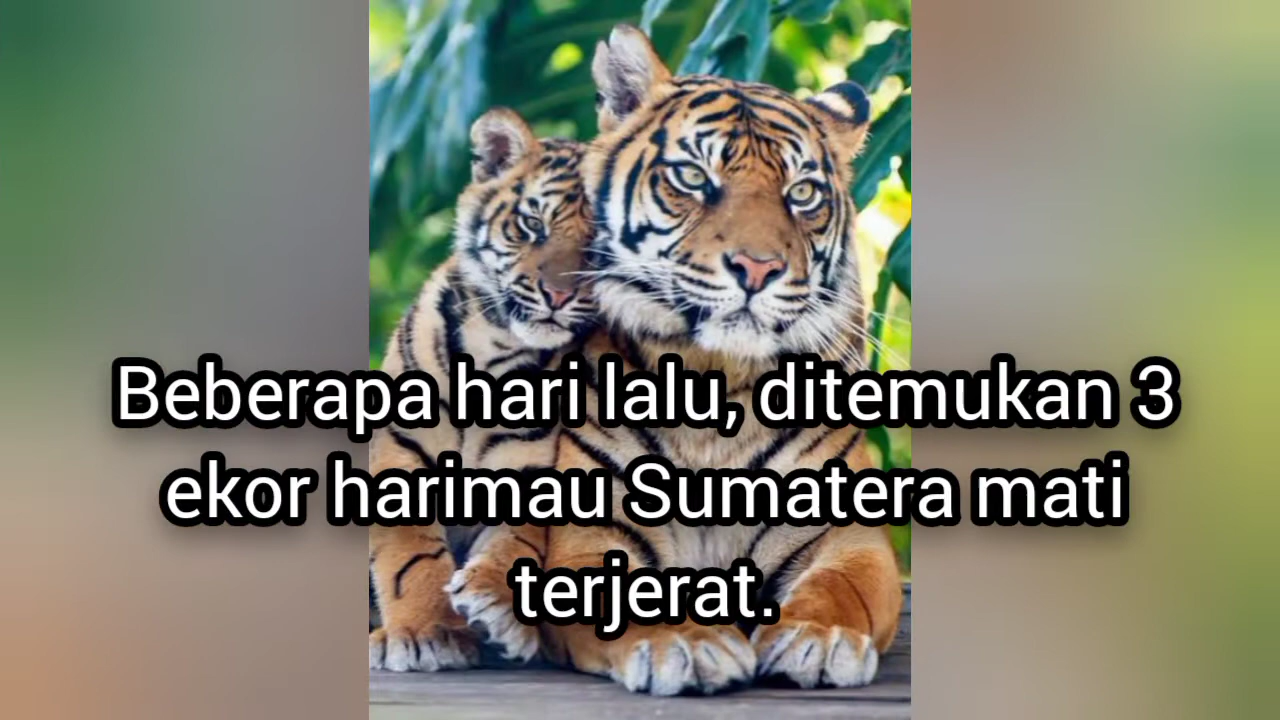 Beberapa hari lalu, ditemukan 3
ekor harimau Sumatera mati
terjerat.